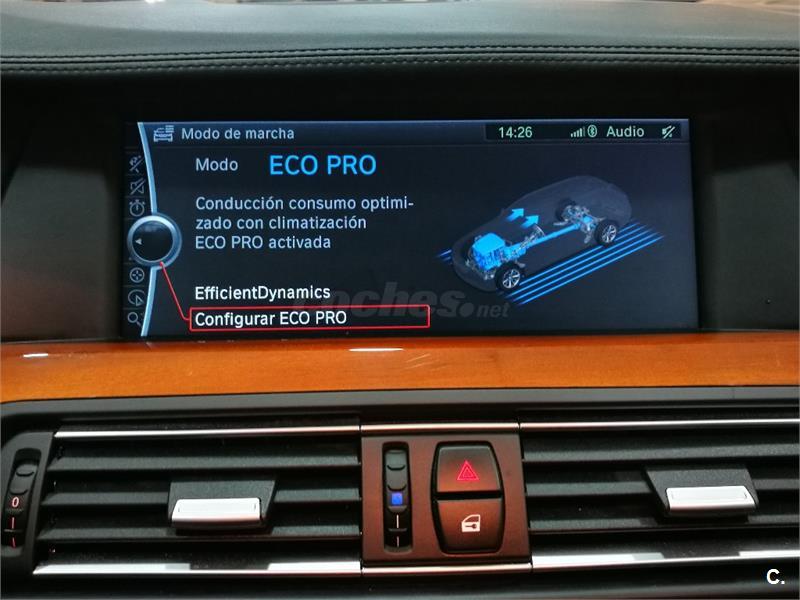 Modo de marcha
14:26
Audio
Modo ECO PRO
Conducción consumo optimi-
zado con climatización
ECO PRO activada
EfficientDynamics
coches.net
Configurar ECO PRO
0
C.